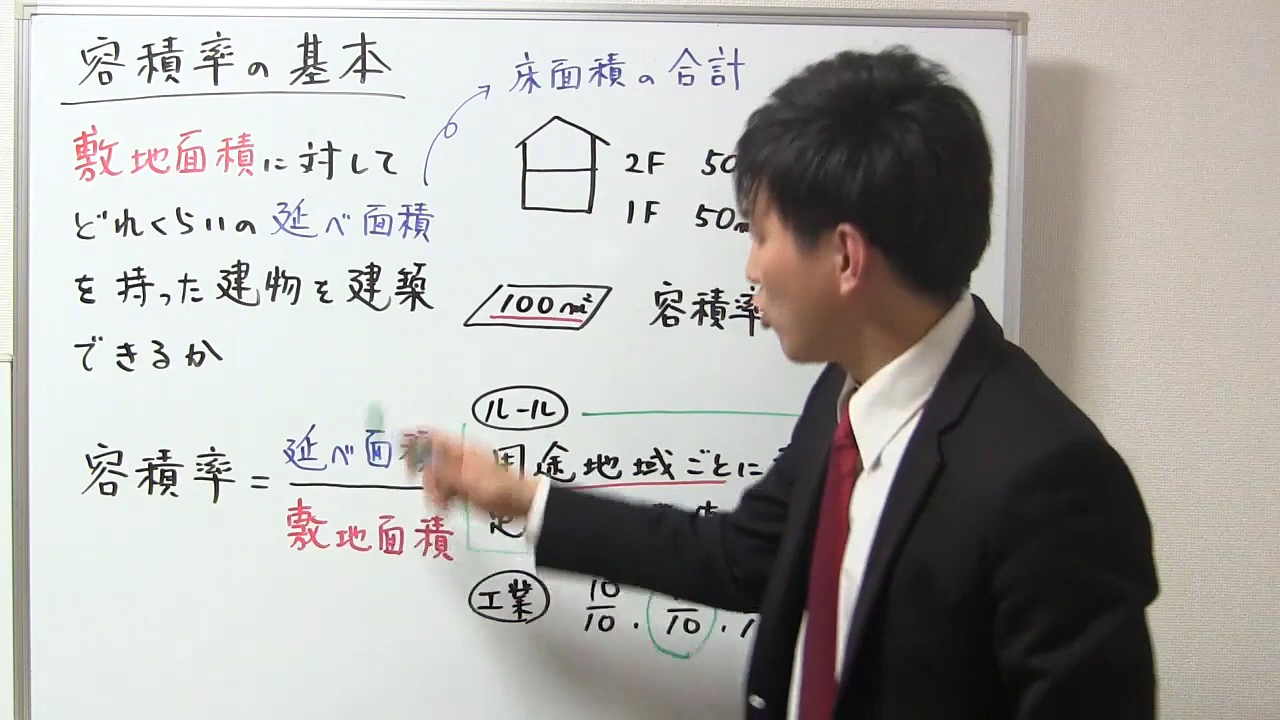 容積率の基本
敷地面積に対して
どれくらいの延べ面積
を持った建物を建築
できるか
容積率=
延べ面積
敷地面積
床面積の合計
2F 50
1F 50
100㎡
容積率
ルール
用途地域ごとに
工業
10/10 ・ /10 ・